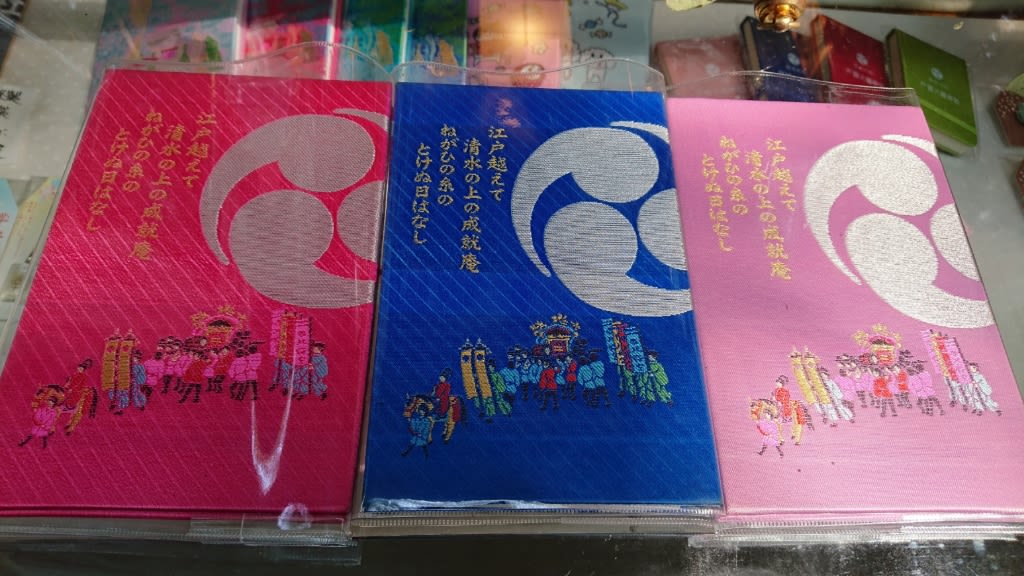 江戸越えて
清水の上の成就庵
ねがひの糸の
とけぬ日はなし
江戸越えて
清水の上の成就庵
ねがひの糸の
とけぬ日はなし
江戸越えて
清水の上の成就庵
ねがひの糸の
とけぬ日はなし